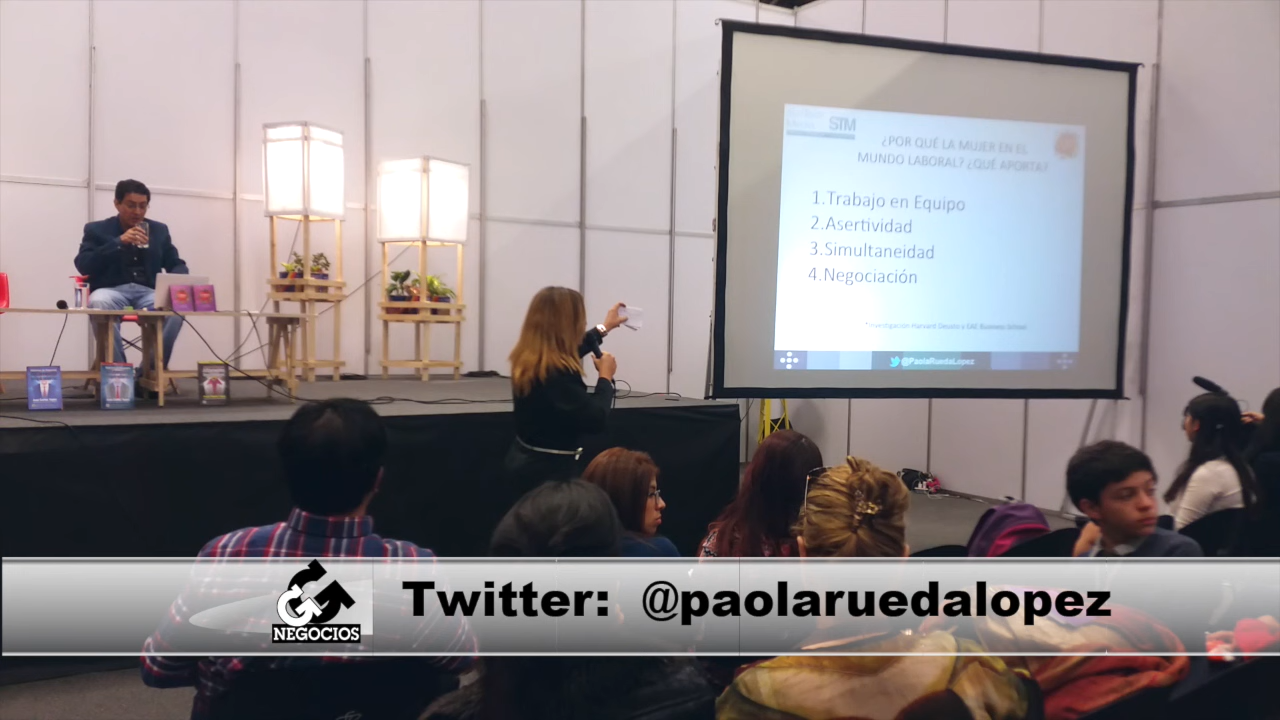 STM
¿POR QUÉ LA MUJER EN EL
MUNDO LABORAL? ¿QUÉ APORTA?
1.Trabajo en Equipo
2.Asertividad
3.Simultaneidad
4.Negociación
@PaolaRuedaLopez
NEGOCIOS
Twitter: @paolaruedalopez